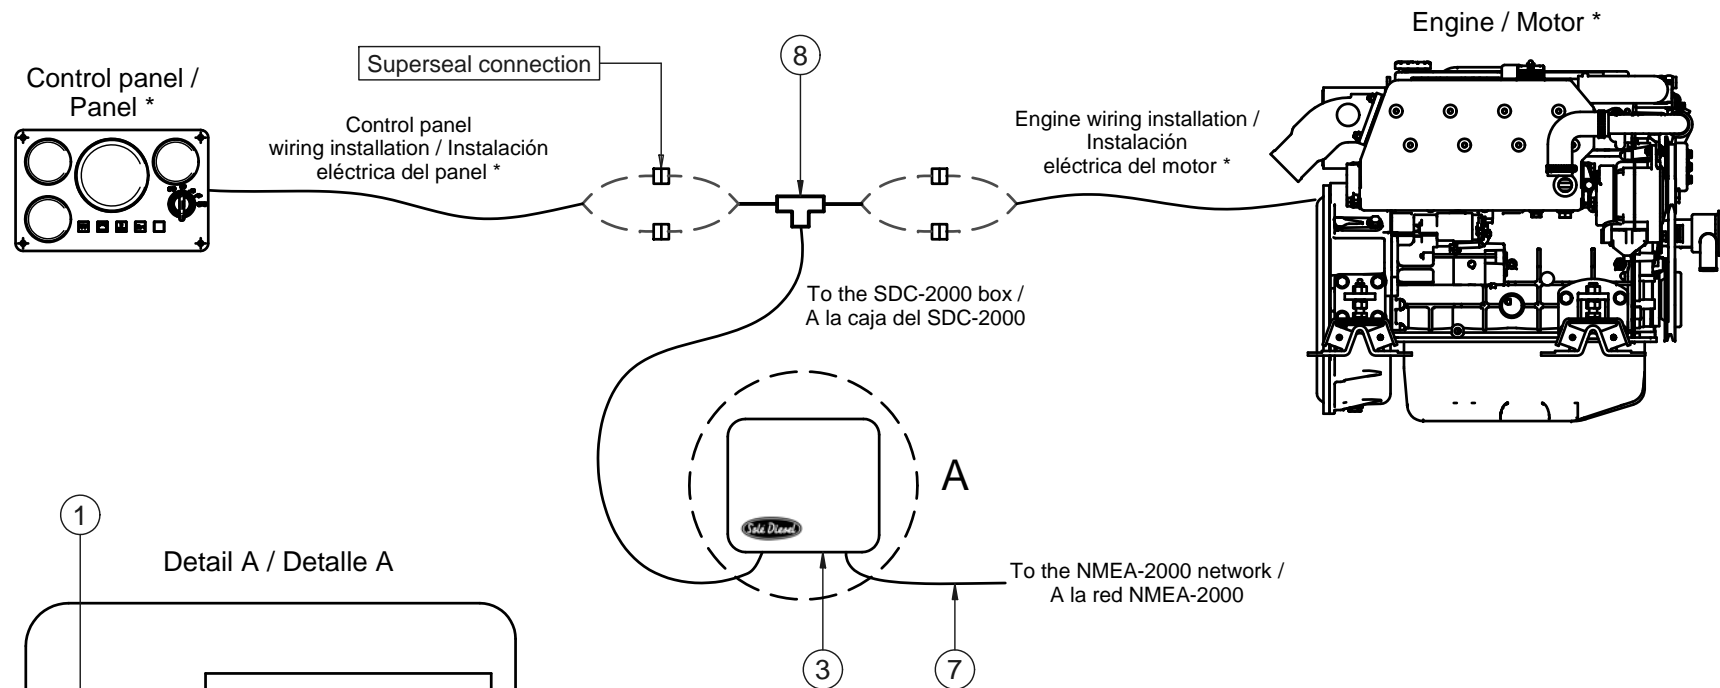 Engine / Motor *
Superseal connection
8
Control panel /
Panel *
Control panel
wiring installation / Instalación
eléctrica del panel *
Engine wiring installation /
Instalación
eléctrica del motor *
To the SDC-2000 box /
A la caja del SDC-2000
A
1
Solé Diesel
Detail A / Detalle A
To the NMEA-2000 network /
A la red NMEA-2000
3
7